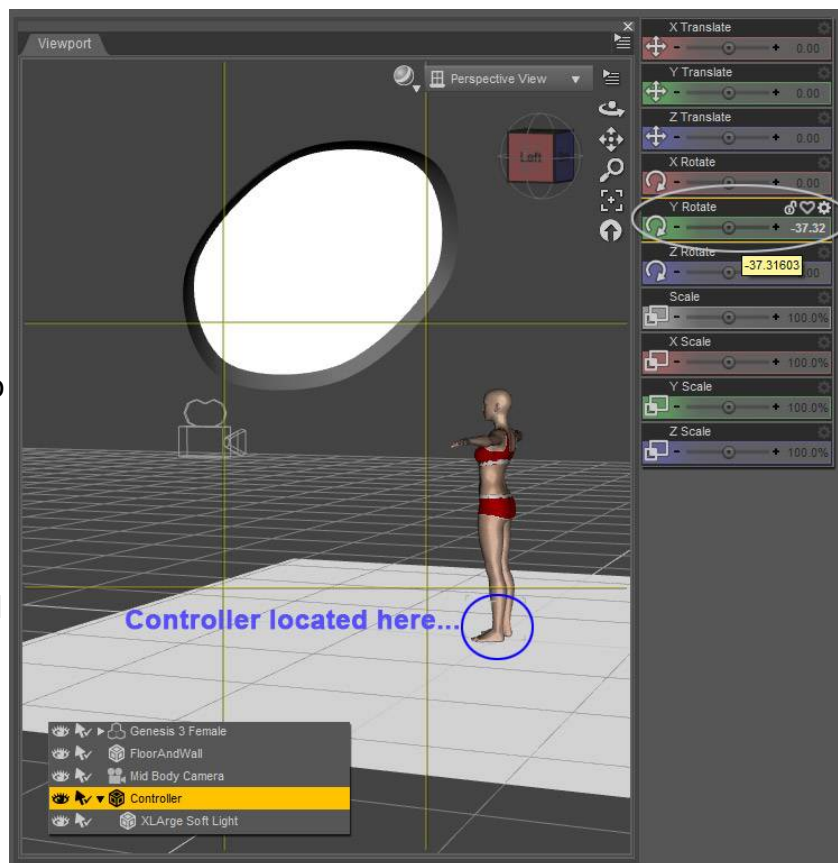 Viewport
Perspective View
Left
X Translate
0.00
Y Translate
0.00
Z Translate
0.00
X Rotate
0.00
Y Rotate
-37.32
Z Rotate
-37.31603
Scale
100.0%
X Scale
100.0%
Y Scale
100.0%
Z Scale
100.0%
Controller located here...
Genesis 3 Female
FloorAndWall
Mid Body Camera
Controller
XLArge Soft Light